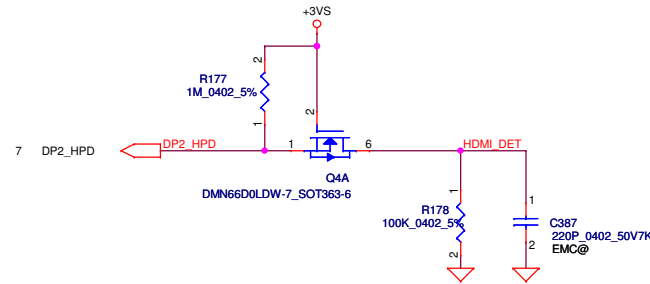 +3VS
2
R177
1M_0402_5%
1
2
7 DP2_HPD
DP2_HPD
1
6
HDMI_DET
Q4A
DMN66D0LDW-7_SOT363-6
1
R178
100K_0402_5%
2
1
C387
220P_0402_50V7K
2
EMC@